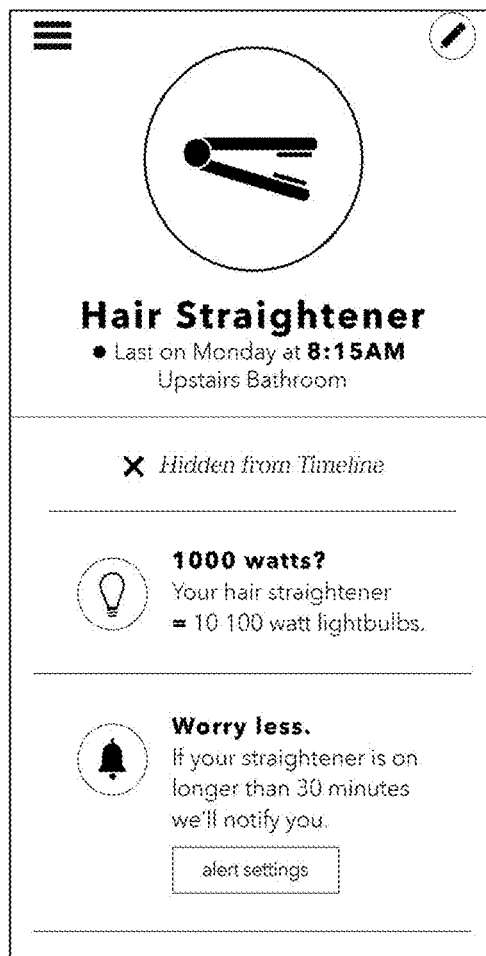 Hair Straightener
● Last on Monday at 8:15AM
Upstairs Bathroom
✕ Hidden from Timeline
1000 watts?
Your hair straightener
= 10 100 watt lightbulbs.
Worry less.
If your straightener is on
longer than 30 minutes
we'll notify you.
alert settings